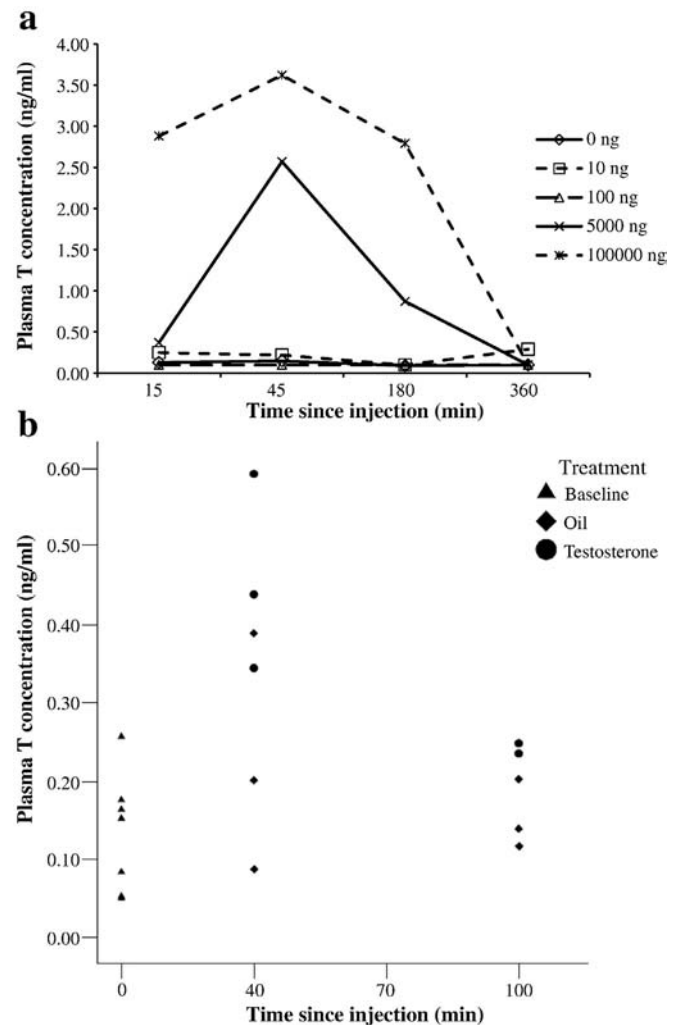 a
Plasma T concentration (ng/ml)
4.00
3.50
3.00
2.50
2.00
1.50
1.00
0.50
0.00
15 45 180 360
Time since injection (min)
0 ng
10 ng
100 ng
5000 ng
100000 ng
b
Plasma T concentration (ng/ml)
0.60
0.50
0.40
0.30
0.20
0.10
0.00
0 40 70 100
Time since injection (min)
Treatment
Baseline
Oil
Testosterone